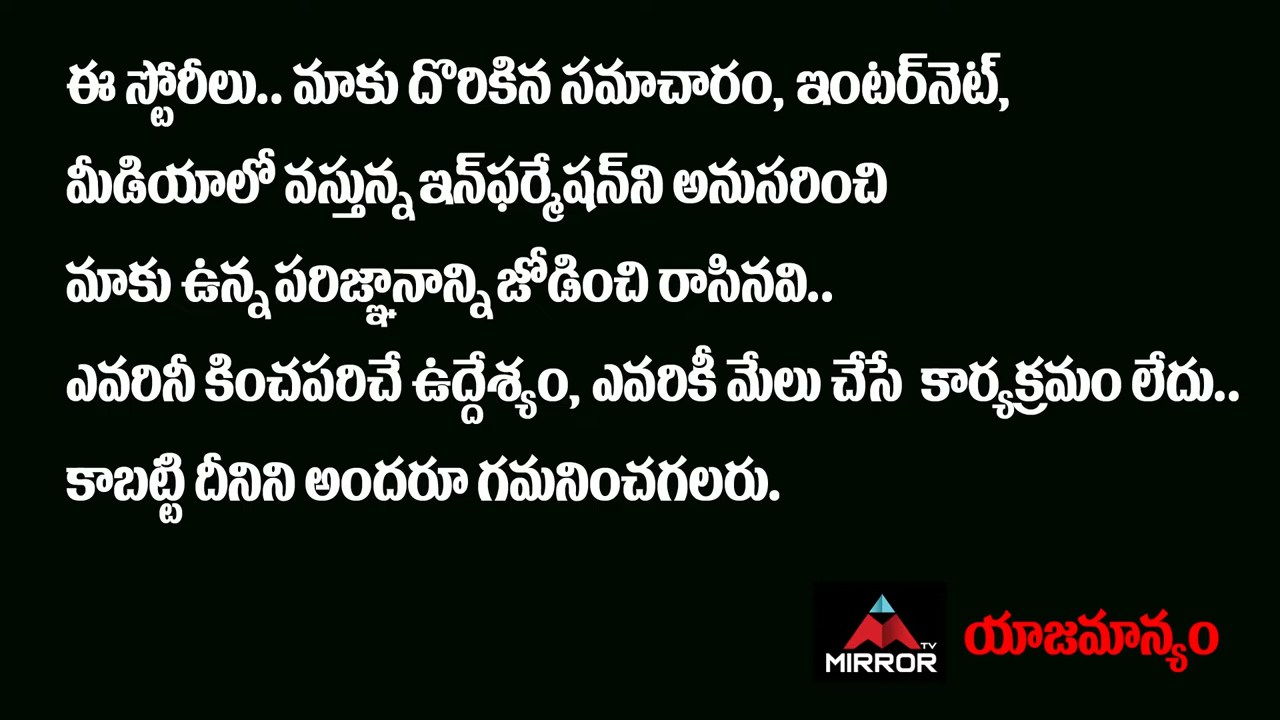 ఈ స్టోరీలు.. మాకు దొరికిన సమాచారం, ఇంటర్‌నెట్,
మీడియాలో వస్తున్న ఇన్‌ఫర్మేషన్‌ని అనుసరించి
మాకు ఉన్న పరిజ్ఞానాన్ని జోడించి రాసినవి..
ఎవరినీ కించపరిచే ఉద్దేశ్యం, ఎవరికీ మేలు చేసే కార్యక్రమం లేదు..
కాబట్టి దీనిని అందరూ గమనించగలరు.
MIRROR TV యాజమాన్యం